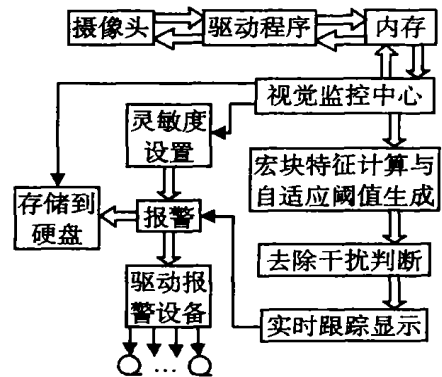 摄像头
驱动程序
内存
视觉监控中心
灵敏度
设置
宏块特征计算与
自适应阈值生成
存储到
硬盘
报警
去除干扰判断
驱动报
警设备
实时跟踪显示
…